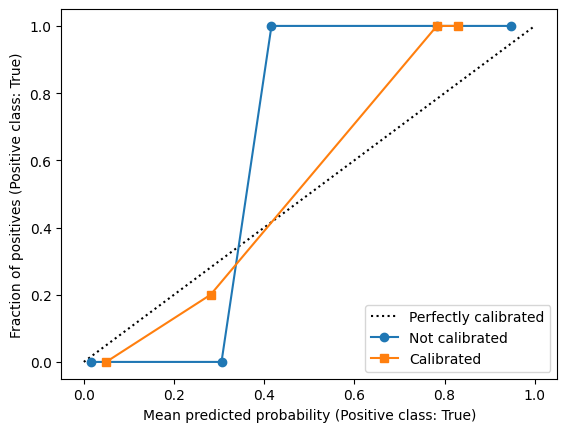 Fraction of positives (Positive class: True)
1.0
0.8
0.6
0.4
0.2
0.0
Perfectly calibrated
Not calibrated
Calibrated
0.0 0.2 0.4 0.6 0.8 1.0
Mean predicted probability (Positive class: True)